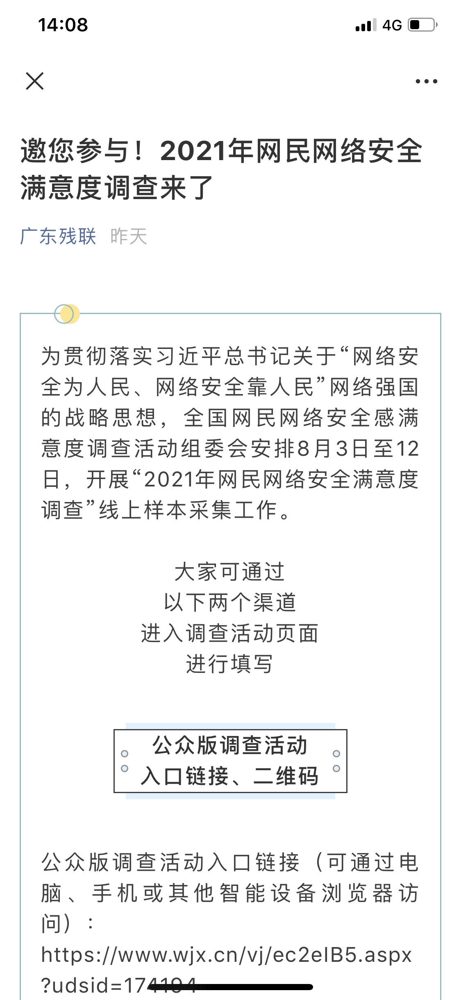 14:08
4G
邀您参与！2021年网民网络安全
满意度调查来了
广东残联 昨天
为贯彻落实习近平总书记关于“网络安
全为人民、网络安全靠人民”网络强国
的战略思想，全国网民网络安全感满
意度调查活动组委会安排8月3日至12
日，开展“2021年网民网络安全满意度
调查”线上样本采集工作。
大家可通过
以下两个渠道
进入调查活动页面
进行填写
公众版调查活动
入口链接、二维码
公众版调查活动入口链接（可通过电
脑、手机或其他智能设备浏览器访
问）：
https://www.wjx.cn/vj/ec2eIB5.aspx
?udsid=174194